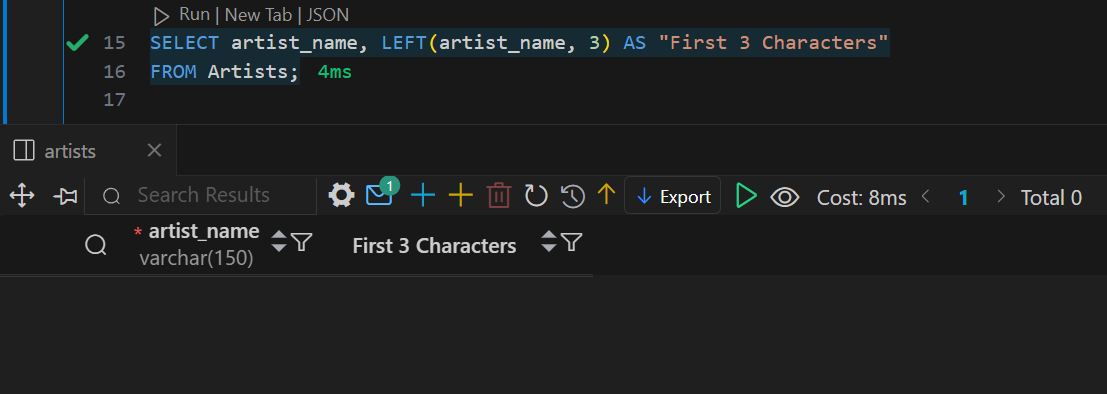 Run | New Tab | JSON
15 SELECT artist_name, LEFT(artist_name, 3) AS "First 3 Characters"
16 FROM Artists; 4ms
17
artists
Search Results 1 Export Cost: 8ms 1 Total 0
* artist_name First 3 Characters
varchar(150)